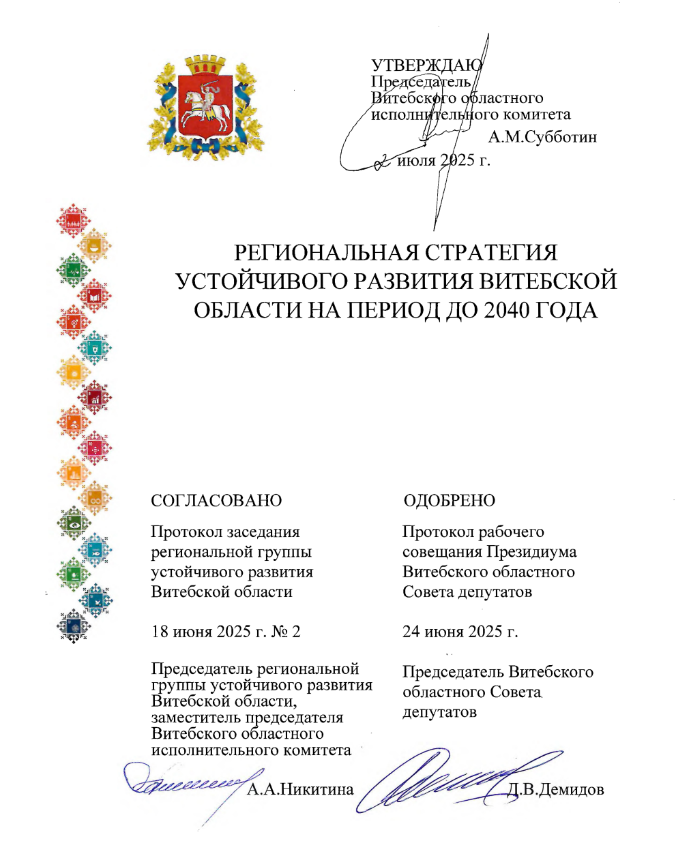 УТВЕРЖДАЮ
Председатель
Витебского областного
исполнительного комитета
А.М.Субботин
2 июля 2025 г.
РЕГИОНАЛЬНАЯ СТРАТЕГИЯ
УСТОЙЧИВОГО РАЗВИТИЯ ВИТЕБСКОЙ
ОБЛАСТИ НА ПЕРИОД ДО 2040 ГОДА
СОГЛАСОВАНО
Протокол заседания
региональной группы
устойчивого развития
Витебской области
18 июня 2025 г. № 2
Председатель региональной
группы устойчивого развития
Витебской области,
заместитель председателя
Витебского областного
исполнительного комитета
А.А.Никитина
ОДОБРЕНО
Протокол рабочего
совещания Президиума
Витебского областного
Совета депутатов
24 июня 2025 г.
Председатель Витебского
областного Совета
депутатов
Д.В.Демидов